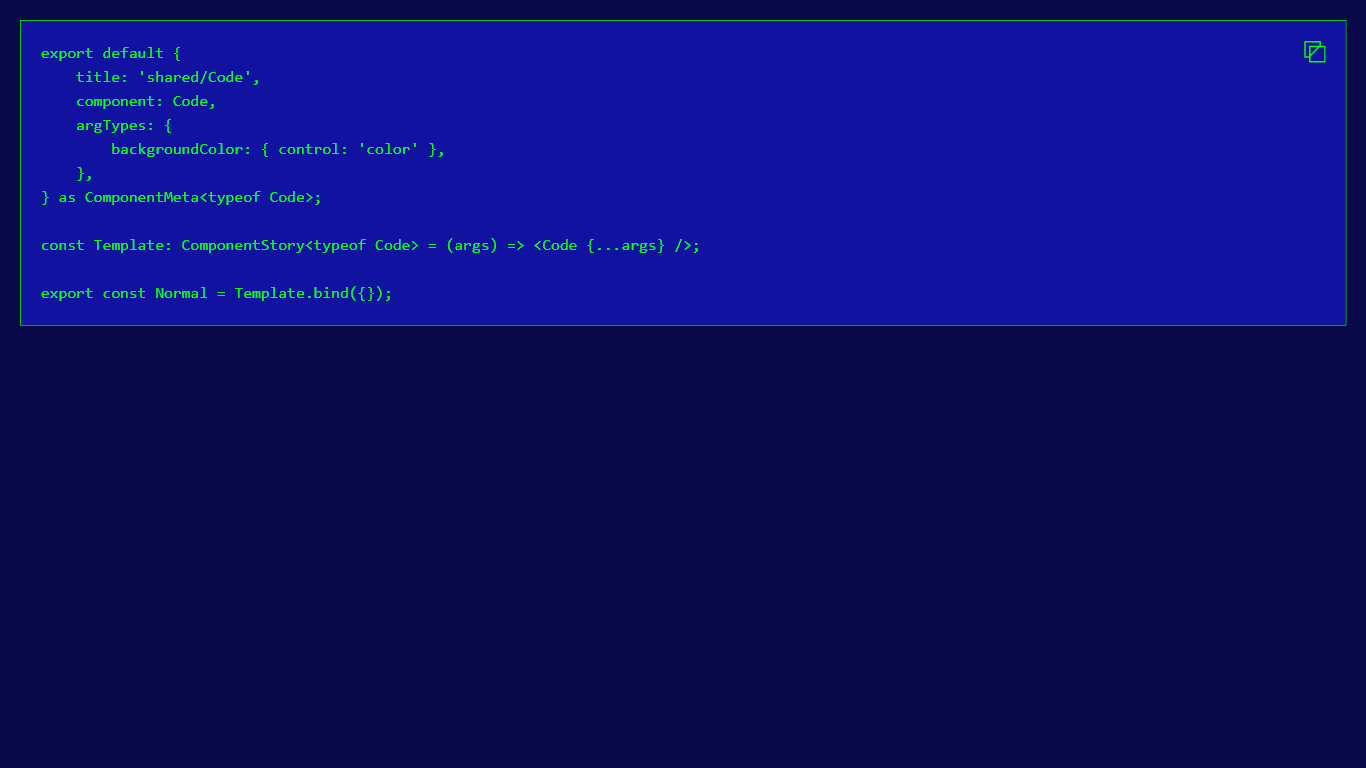 export default {
    title: 'shared/Code',
    component: Code,
    argTypes: {
        backgroundColor: { control: 'color' },
    },
} as ComponentMeta<typeof Code>;

const Template: ComponentStory<typeof Code> = (args) => <Code {...args} />;

export const Normal = Template.bind({});